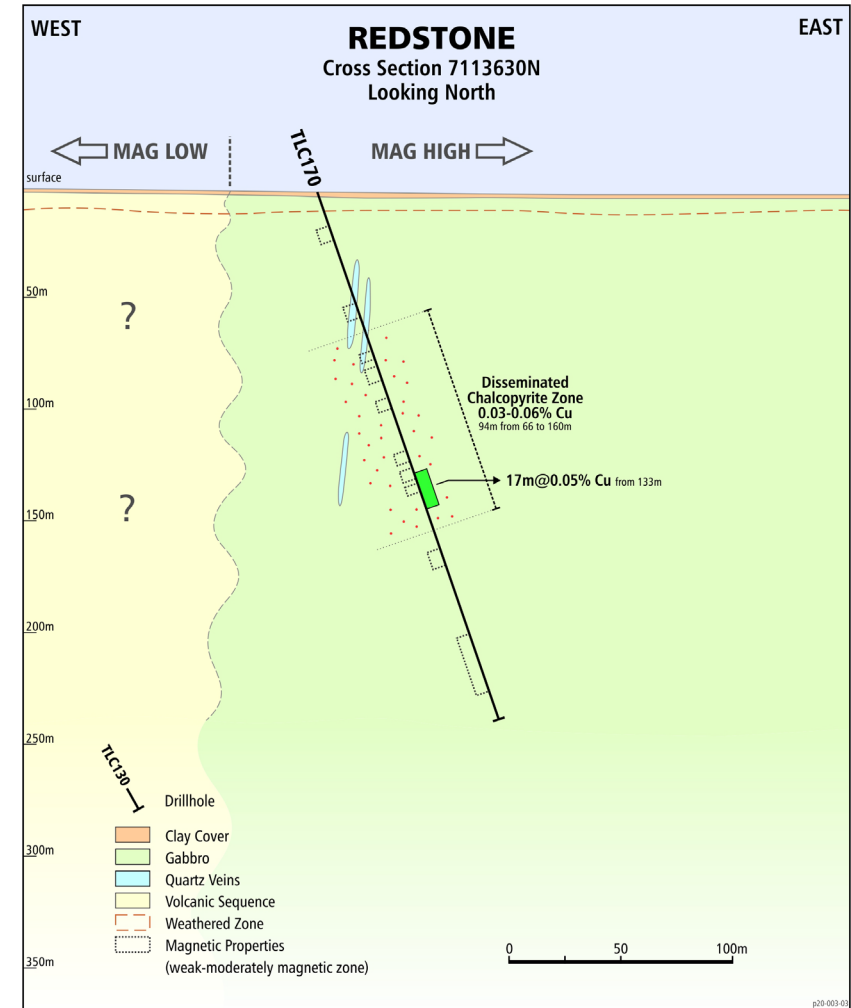 WEST
EAST
REDSTONE
Cross Section 7113630N
Looking North
MAG LOW
MAG HIGH
TLC170
surface
50m
?
Disseminated
Chalcopyrite Zone
0.03-0.06% Cu
94m from 66 to 160m
100m
17m@0.05% Cu from 133m
?
150m
200m
250m
TLC130
Drillhole
Clay Cover
Gabbro
300m
Quartz Veins
Volcanic Sequence
Weathered Zone
Magnetic Properties
(weak-moderately magnetic zone)
350m
0 50 100m
p20-003-03